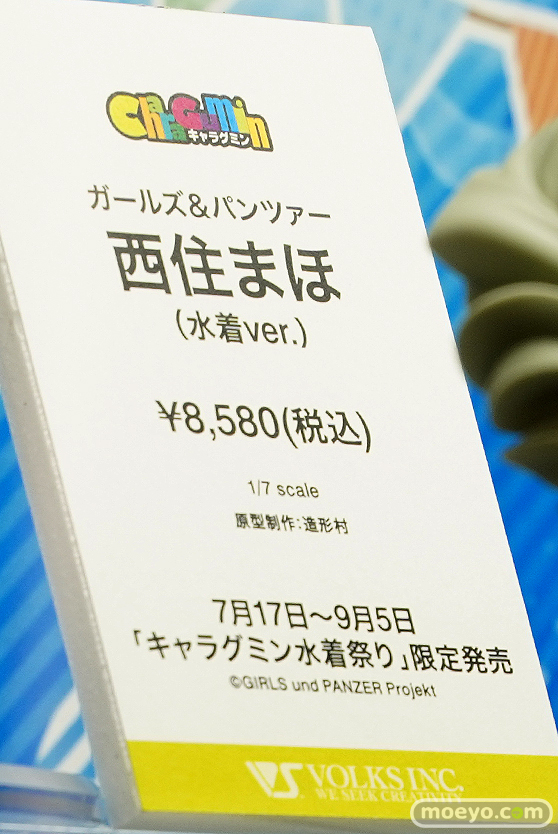 CharaGumin
キャラグミン
ガールズ&パンツァー
西住まほ
(水着ver.)
¥8,580(税込)
1/7 scale
原型制作:造形村
7月17日～9月5日
「キャラグミン水着祭り」限定発売
©GIRLS und PANZER Projekt
VS VOLKS INC.
WE SEEK CREATIVITY
moeyo.com